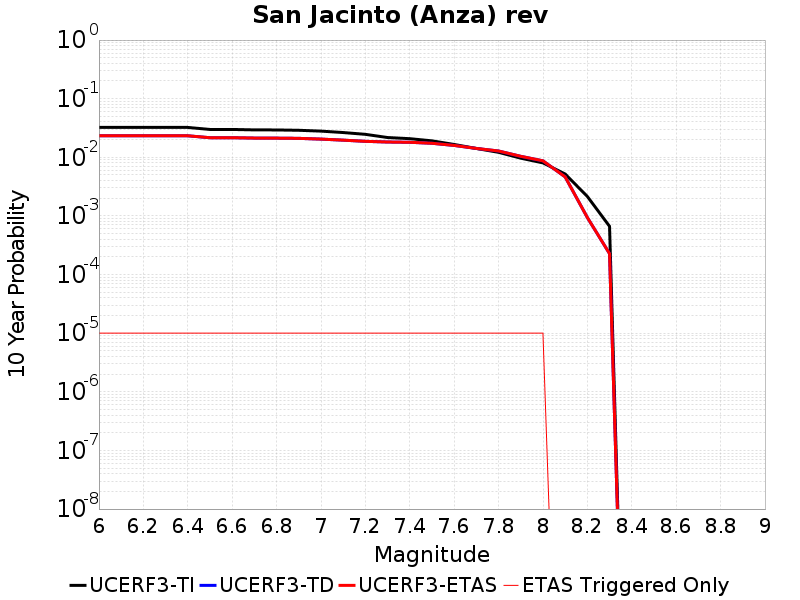 San Jacinto (Anza) rev
10^0
10^-1
10^-2
10^-3
10^-4
10^-5
10^-6
10^-7
10^-8
10 Year Probability
6 6.2 6.4 6.6 6.8 7 7.2 7.4 7.6 7.8 8 8.2 8.4 8.6 8.8 9
Magnitude
UCERF3-TI UCERF3-TD UCERF3-ETAS ETAS Triggered Only